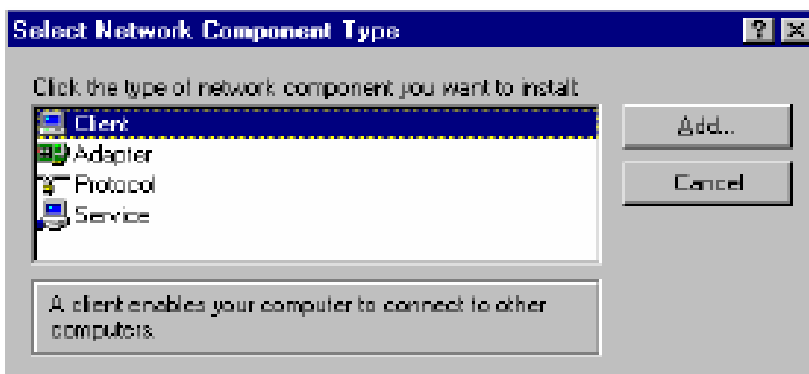 Select Network Component Type
Click the type of network component you want to install:
Client
Add...
Adapter
Protocol
Cancel
Service
A client enables your computer to connect to other
computers.